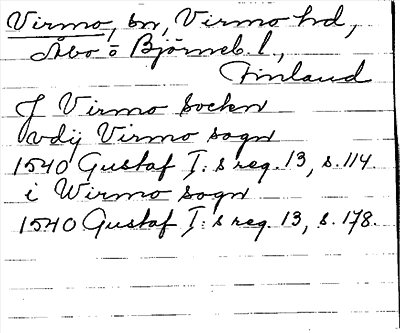 Virmo, sn, Virmo hd,
Åbo o Björneb. l.,
Finland
J Virmo Sockn
vdij Virmo sogn
1540 Gustaf I:s reg. 13, s. 114.
i Wirmo sogn
1540 Gustaf I:s reg. 13, s. 178.